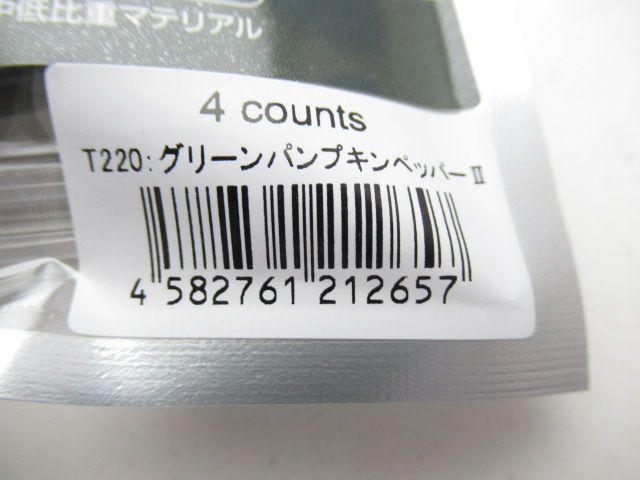 中低比重マテリアル
4 counts
T220:グリーンパンプキンペッパーⅡ
4 582761 212657